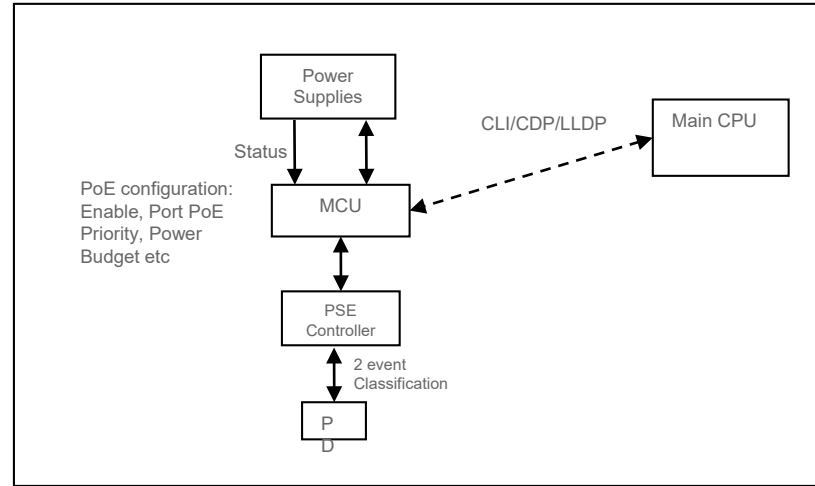 Power
Supplies
CLI/CDP/LLDP
Main CPU
Status
PoE configuration:
Enable, Port PoE
Priority, Power
Budget etc
MCU
PSE
Controller
2 event
Classification
P
D